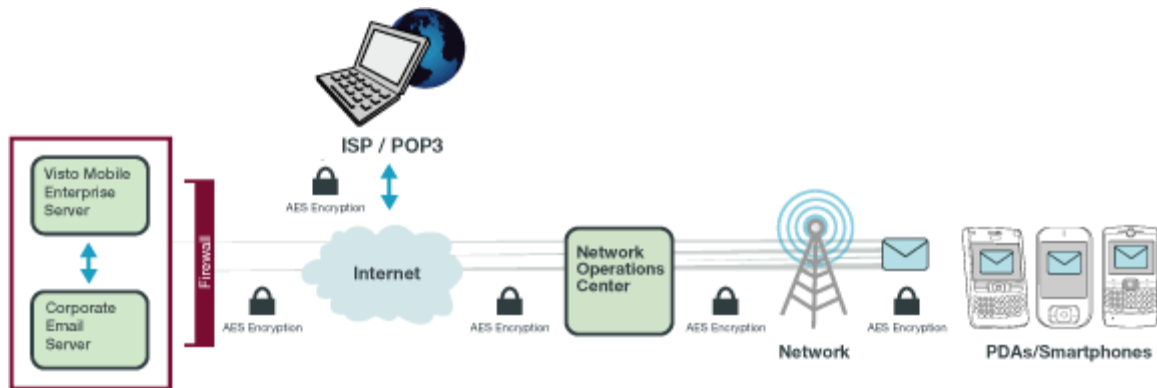 ISP / POP3
AES Encryption
Visto Mobile
Enterprise
Server
Corporate
Email
Server
Firewall
AES Encryption
Internet
AES Encryption
Network
Operations
Center
AES Encryption
Network
AES Encryption
PDAs/Smartphones